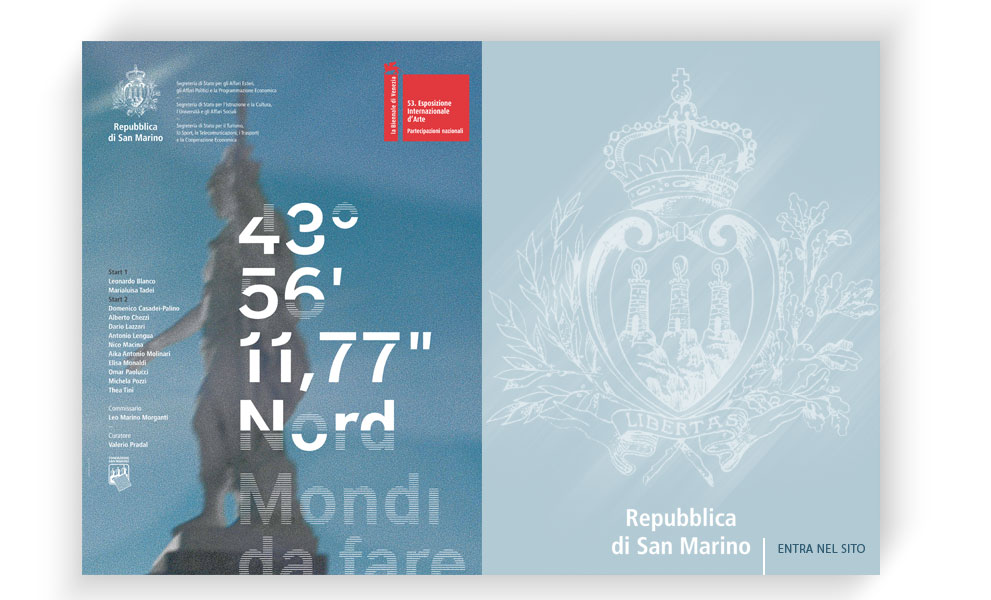 Repubblica
di San Marino
Segreteria di Stato per gli Affari Esteri,
gli Affari Politici e la Programmazione Economica
Segreteria di Stato per l'Istruzione e la Cultura,
l'Università e gli Affari Sociali
Segreteria di Stato per il Turismo,
lo Sport, le Telecomunicazioni, i Trasporti
e la Cooperazione Economica
la Biennale di Venezia
53. Esposizione
Internazionale
d'Arte
Partecipazioni nazionali
43°
56'
11,77"
Nord
Mondi
da fare
Start 1
Leonardo Blanco
Marialuisa Tadei
Start 2
Domenico Casadei-Palino
Alberto Chezzi
Dario Lazzari
Antonio Lengua
Nico Macina
Aika Antonio Molinari
Elisa Monaldi
Omar Paolucci
Michela Pozzi
Thea Tini
Commissario
Leo Marino Morganti
Curatore
Valerio Pradal
LIBERTAS
Repubblica
di San Marino
ENTRA NEL SITO